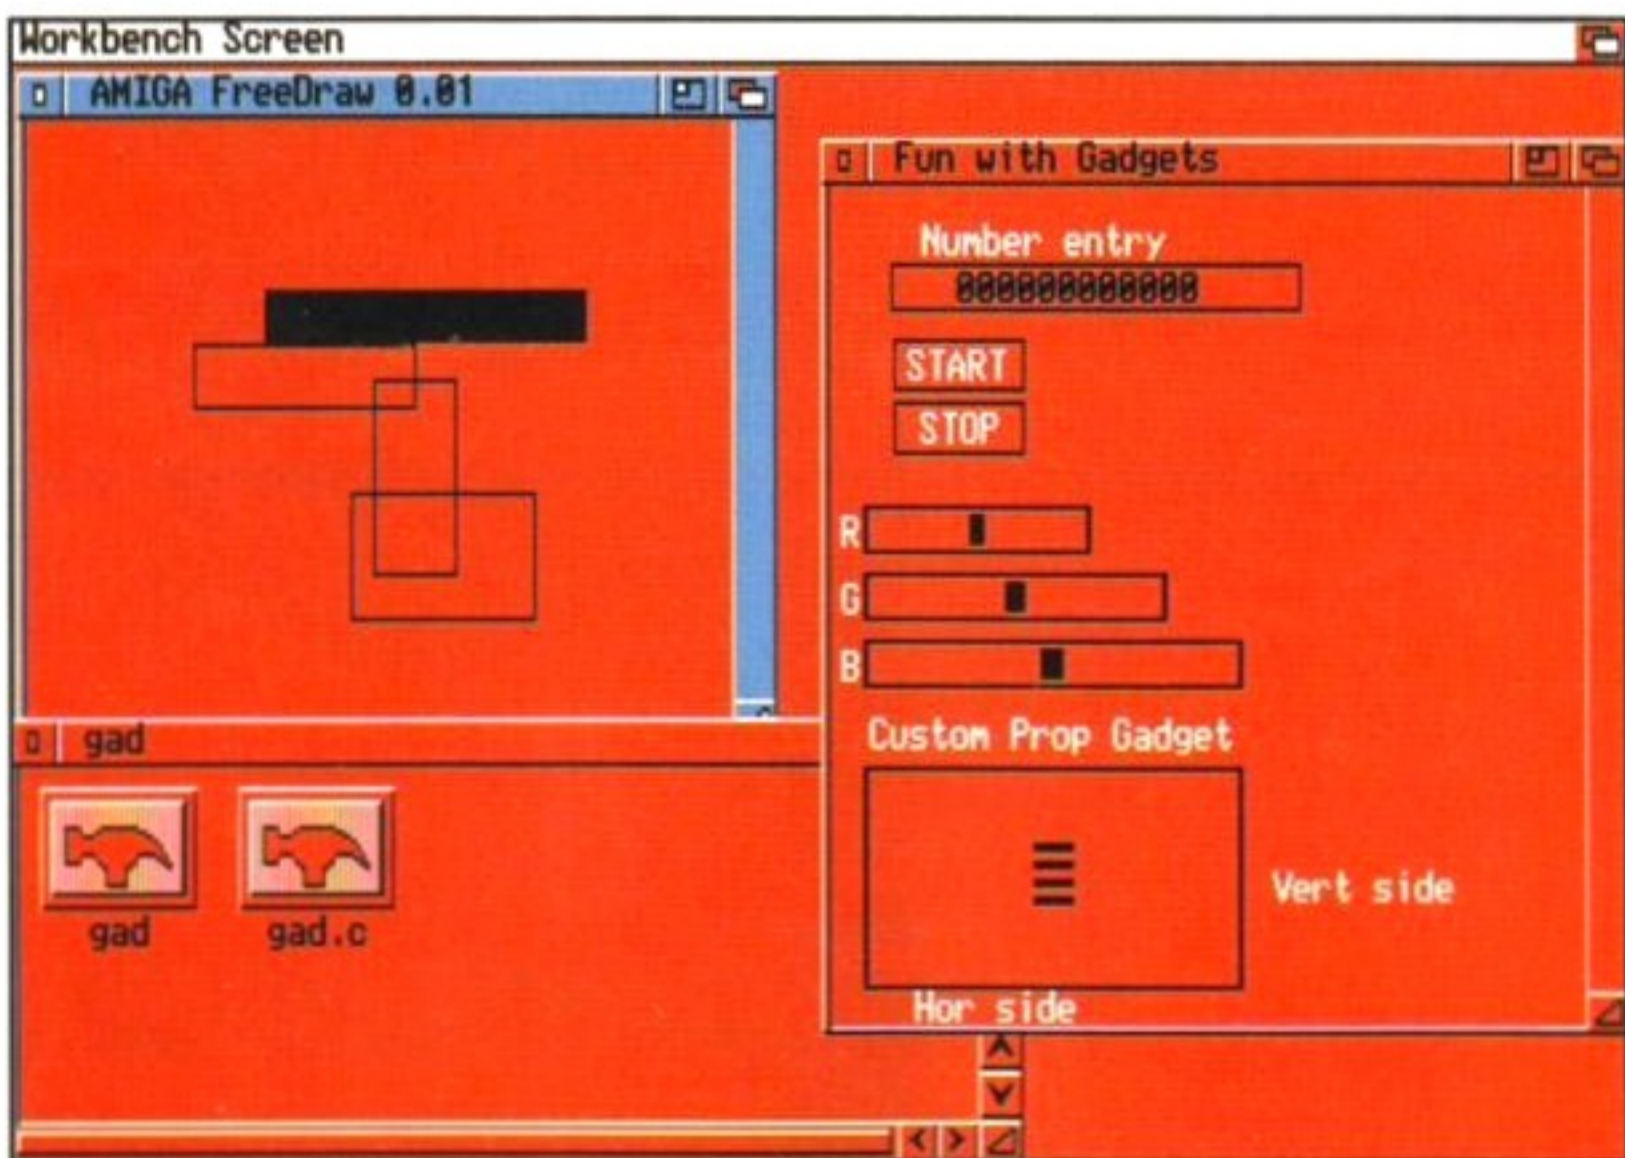 Workbench Screen
AMIGA FreeDraw 0.01
Fun with Gadgets
Number entry
000000000000
START
STOP
R
G
B
Custom Prop Gadget
Vert side
Hor side
gad
gad
gad.c